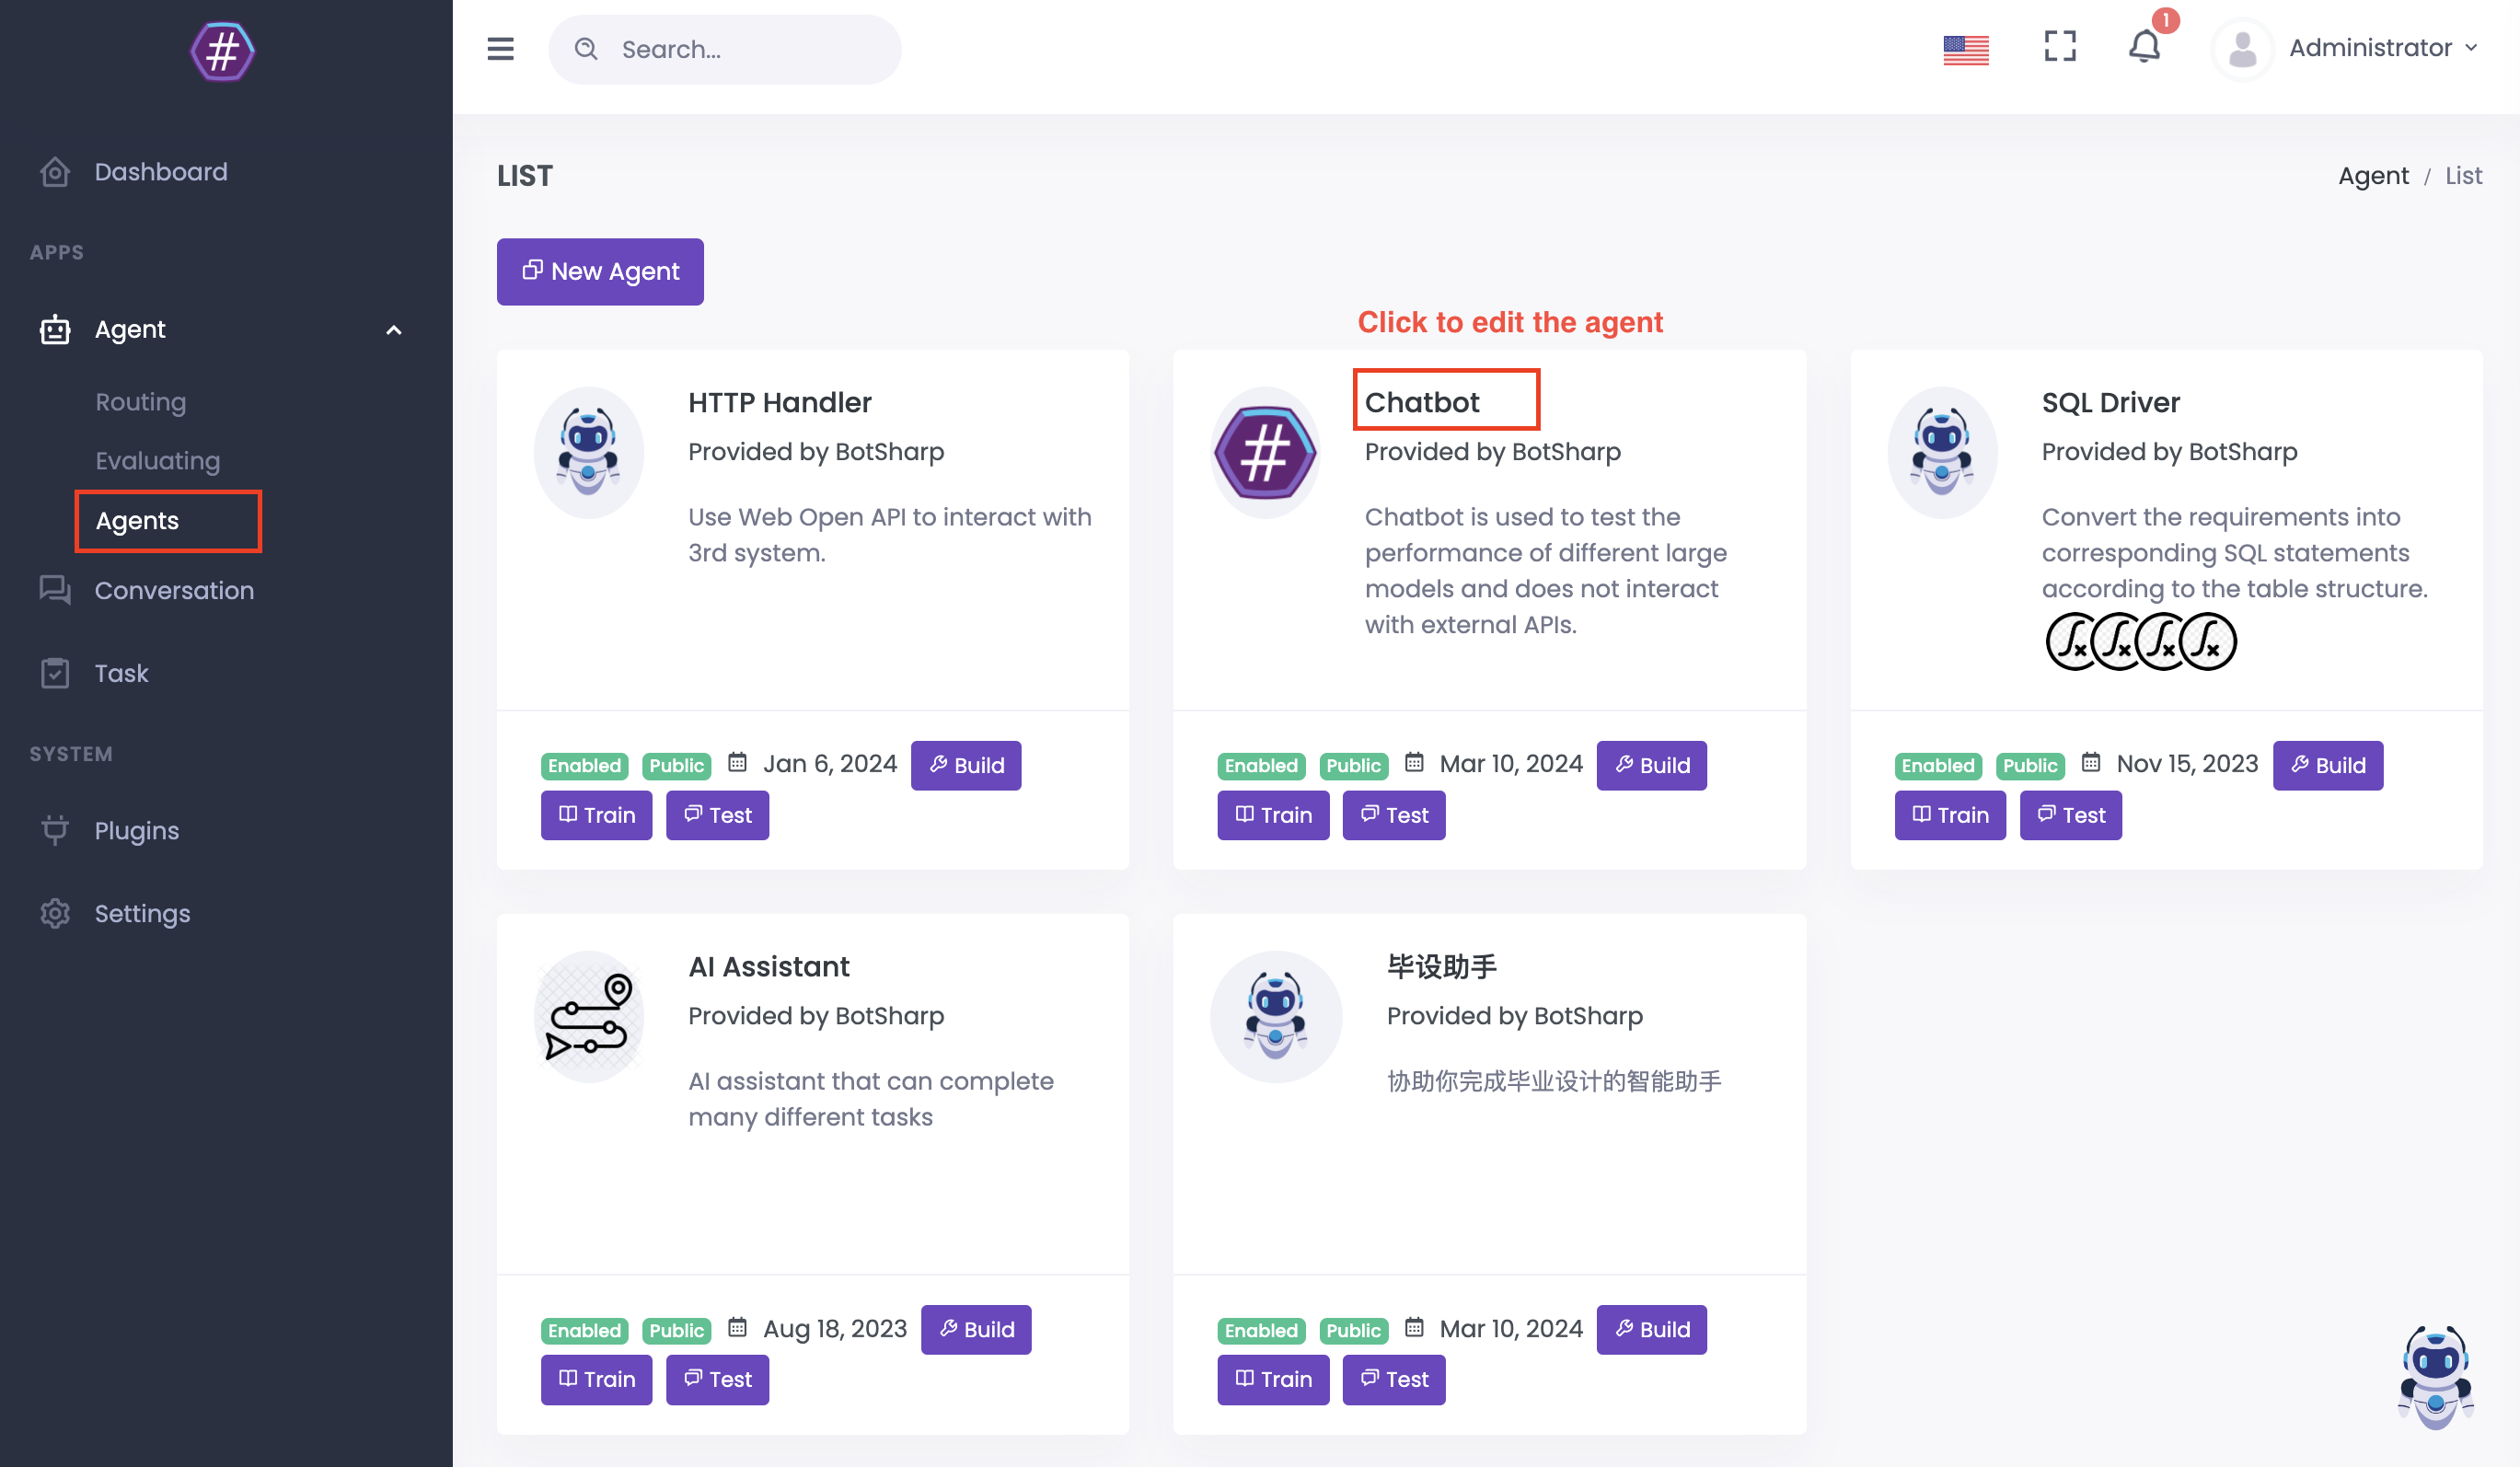 #
Search...
1
Administrator
Dashboard
APPS
Agent
Routing
Evaluating
Agents
Conversation
Task
SYSTEM
Plugins
Settings
LIST
Agent / List
New Agent
Click to edit the agent
HTTP Handler
Provided by BotSharp
Use Web Open API to interact with
3rd system.
Enabled Public Jan 6, 2024 Build
Train Test
#
Chatbot
Provided by BotSharp
Chatbot is used to test the
performance of different large
models and does not interact
with external APIs.
Enabled Public Mar 10, 2024 Build
Train Test
SQL Driver
Provided by BotSharp
Convert the requirements into
corresponding SQL statements
according to the table structure.
Enabled Public Nov 15, 2023 Build
Train Test
AI Assistant
Provided by BotSharp
AI assistant that can complete
many different tasks
Enabled Public Aug 18, 2023 Build
Train Test
毕设助手
Provided by BotSharp
协助你完成毕业设计的智能助手
Enabled Public Mar 10, 2024 Build
Train Test